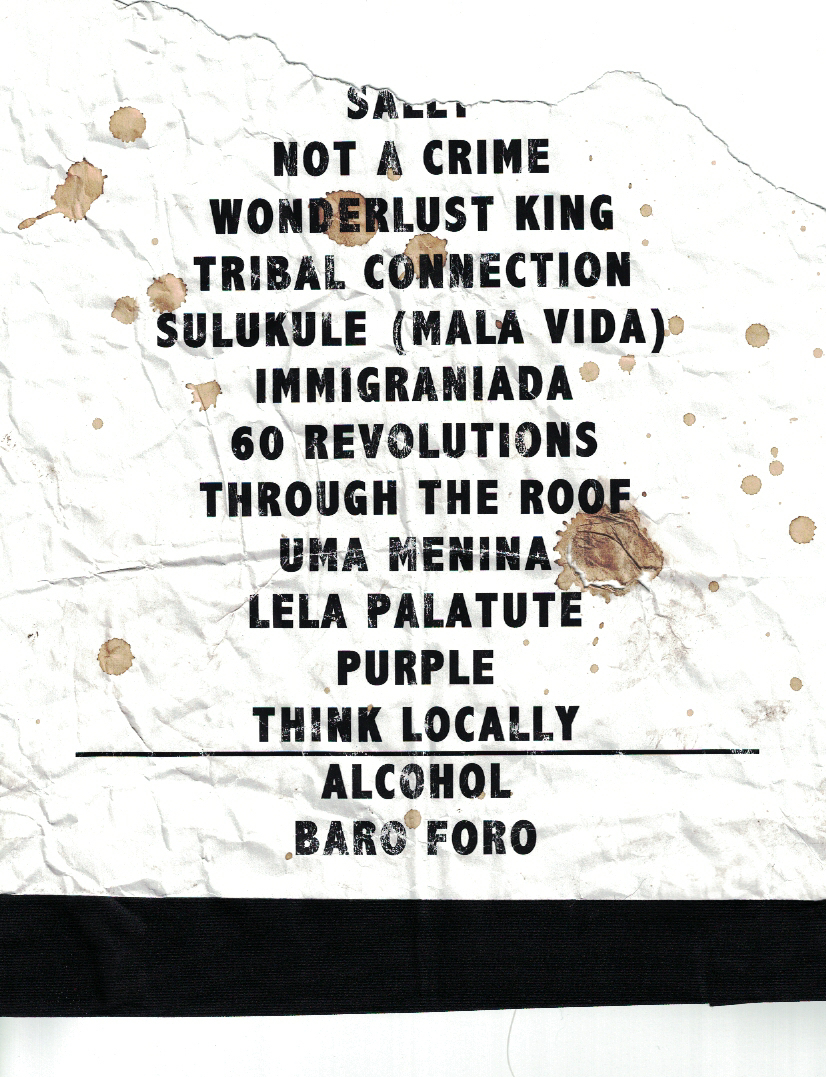 SALLY
NOT A CRIME
WONDERLUST KING
TRIBAL CONNECTION
SULUKULE (MALA VIDA)
IMMIGRANIADA
60 REVOLUTIONS
THROUGH THE ROOF
UMA MENINA
LELA PALATUTE
PURPLE
THINK LOCALLY
ALCOHOL
BARO FORO